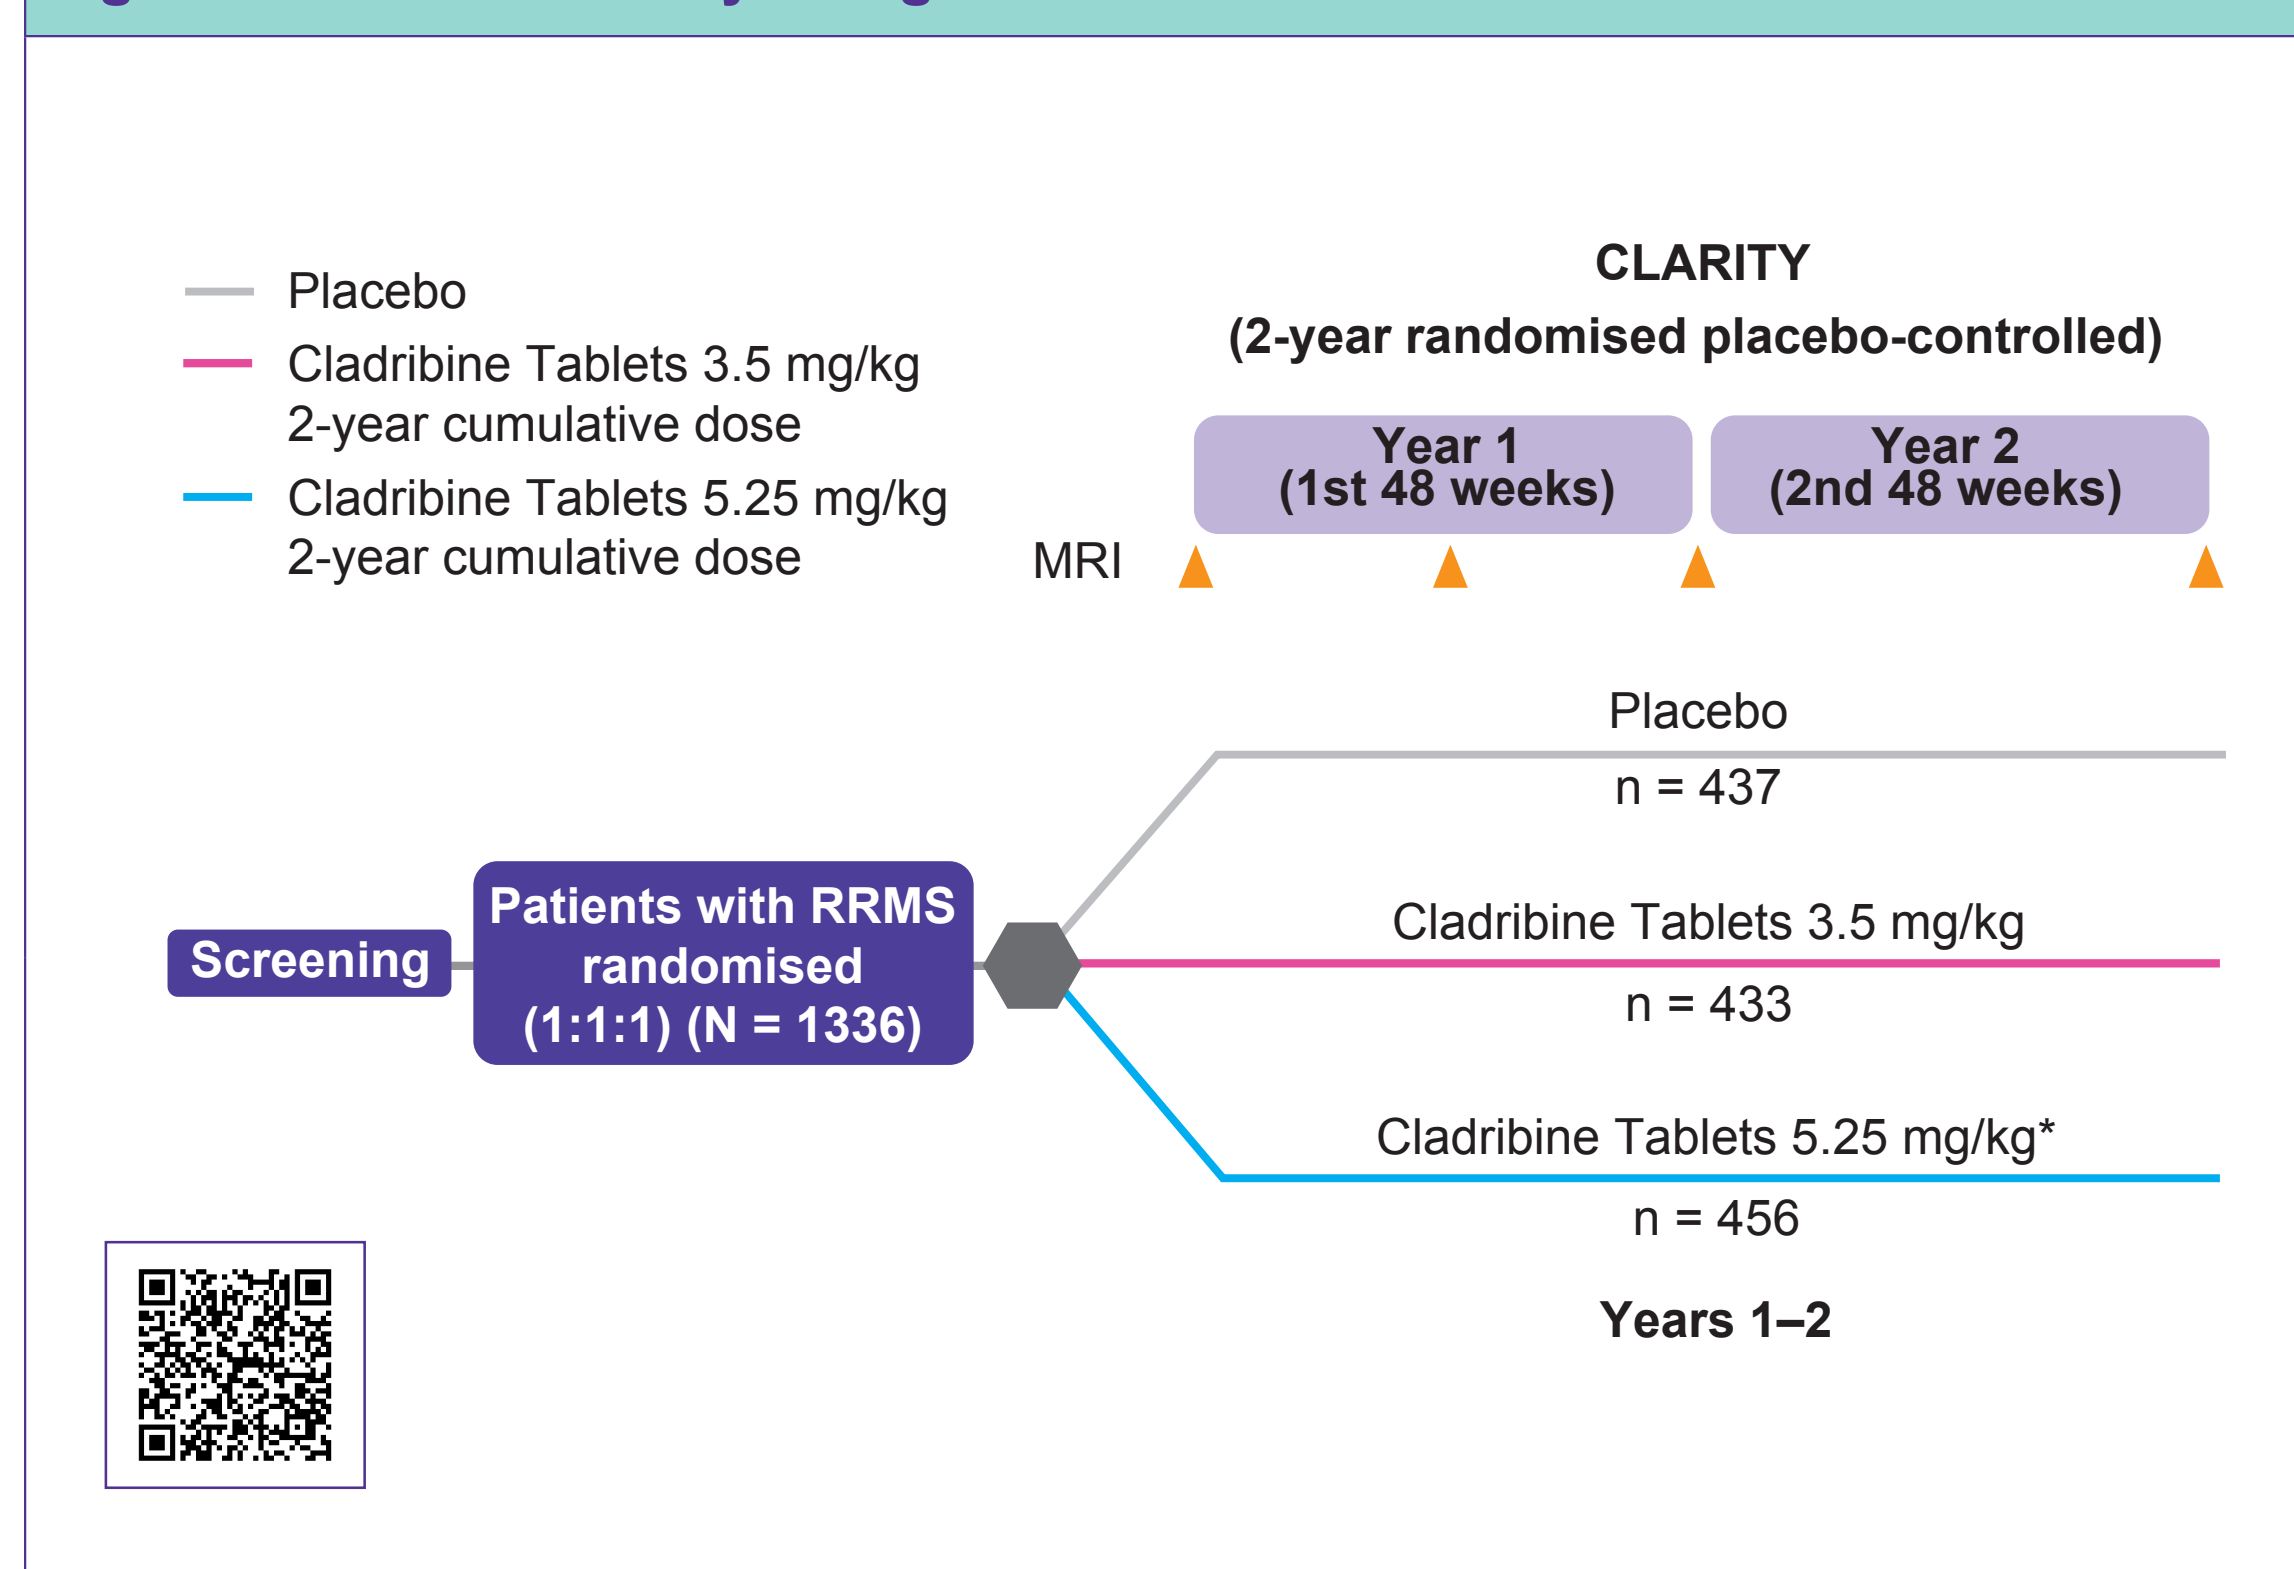 Placebo
Cladribine Tablets 3.5 mg/kg
2-year cumulative dose
Cladribine Tablets 5.25 mg/kg
2-year cumulative dose
CLARITY
(2-year randomised placebo-controlled)
Year 1
(1st 48 weeks)
Year 2
(2nd 48 weeks)
MRI
Screening
Patients with RRMS
randomised
(1:1:1) (N = 1336)
Placebo
n = 437
Cladribine Tablets 3.5 mg/kg
n = 433
Cladribine Tablets 5.25 mg/kg*
n = 456
Years 1–2